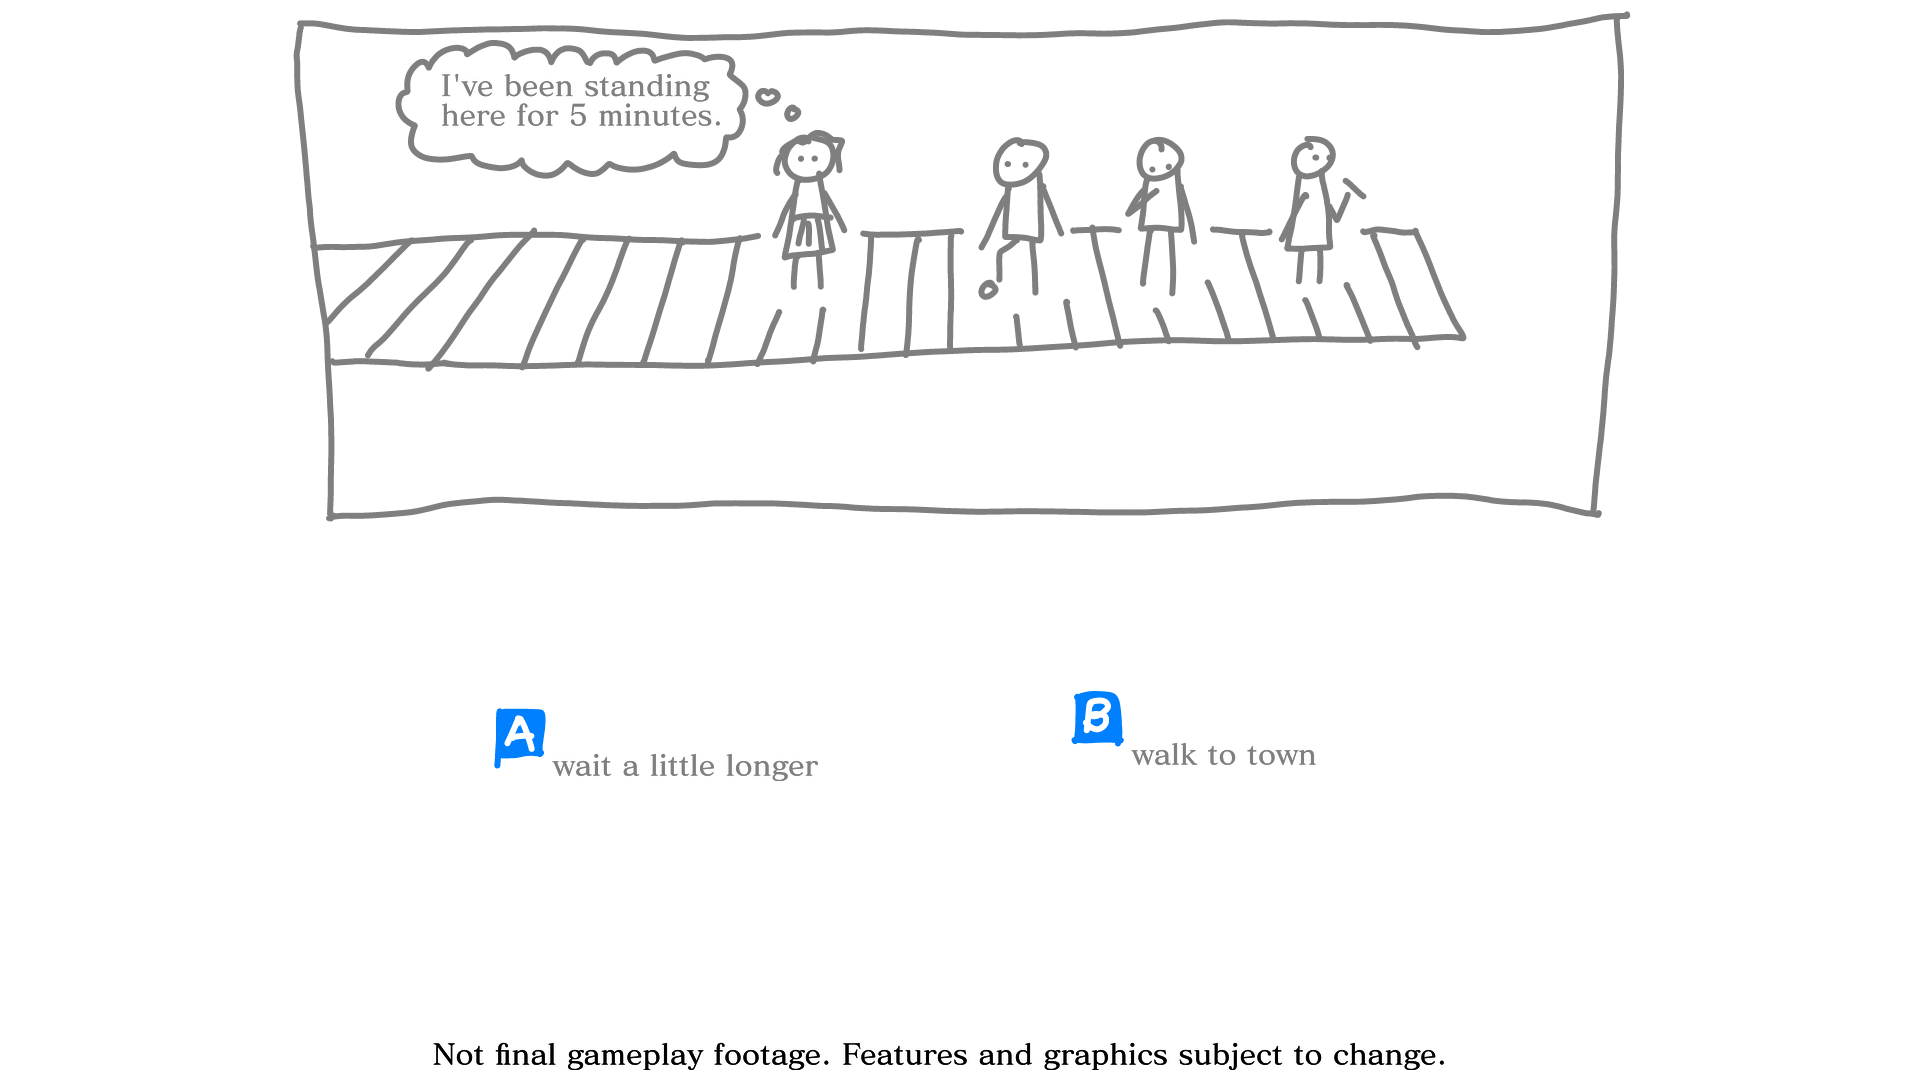 I've been standing
here for 5 minutes.
A
wait a little longer
B
walk to town
Not final gameplay footage. Features and graphics subject to change.